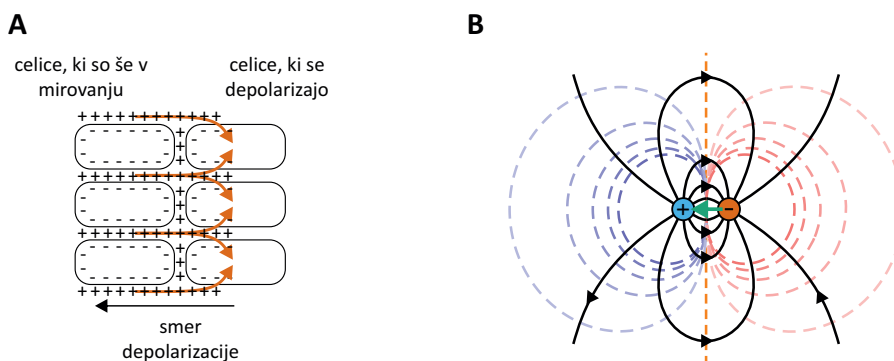 A
B
celice, ki so še v
mirovanju
celice, ki se
depolarizajo
smer
depolarizacije
+
-